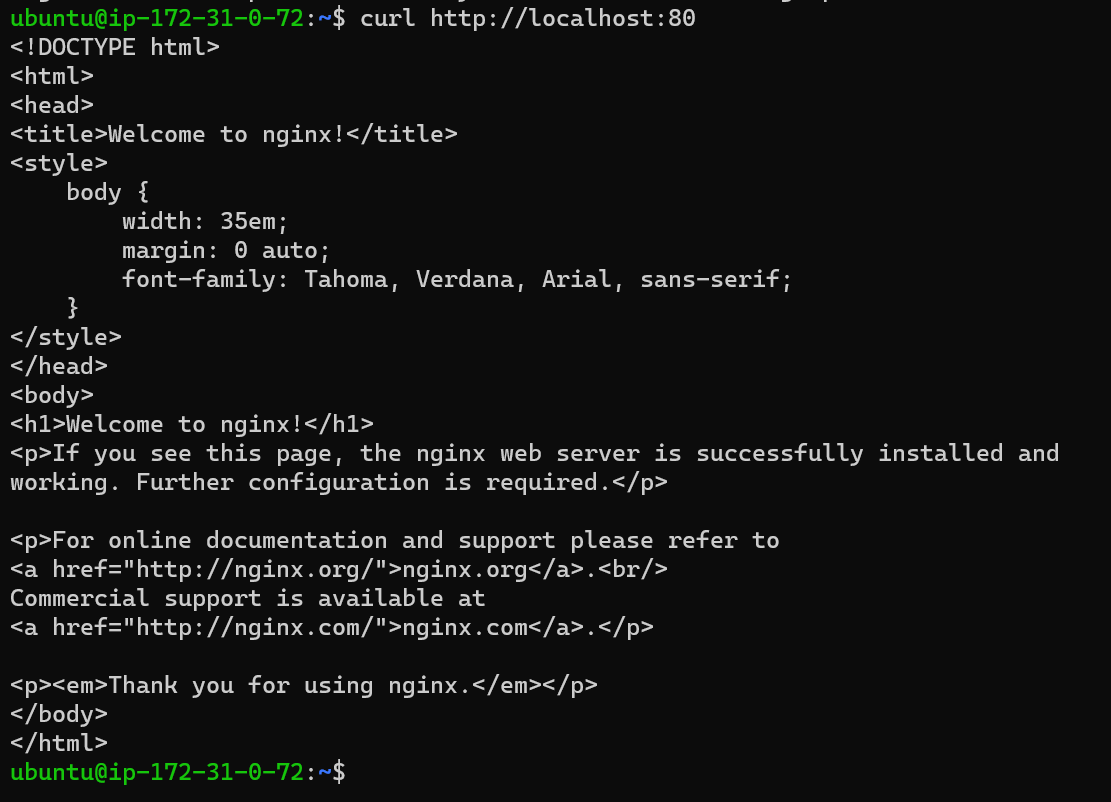 ubuntu@ip-172-31-0-72:~$ curl http://localhost:80
<!DOCTYPE html>
<html>
<head>
<title>Welcome to nginx!</title>
<style>
    body {
        width: 35em;
        margin: 0 auto;
        font-family: Tahoma, Verdana, Arial, sans-serif;
    }
</style>
</head>
<body>
<h1>Welcome to nginx!</h1>
<p>If you see this page, the nginx web server is successfully installed and
working. Further configuration is required.</p>

<p>For online documentation and support please refer to
<a href="http://nginx.org/">nginx.org</a>.<br/>
Commercial support is available at
<a href="http://nginx.com/">nginx.com</a>.</p>

<p><em>Thank you for using nginx.</em></p>
</body>
</html>
ubuntu@ip-172-31-0-72:~$